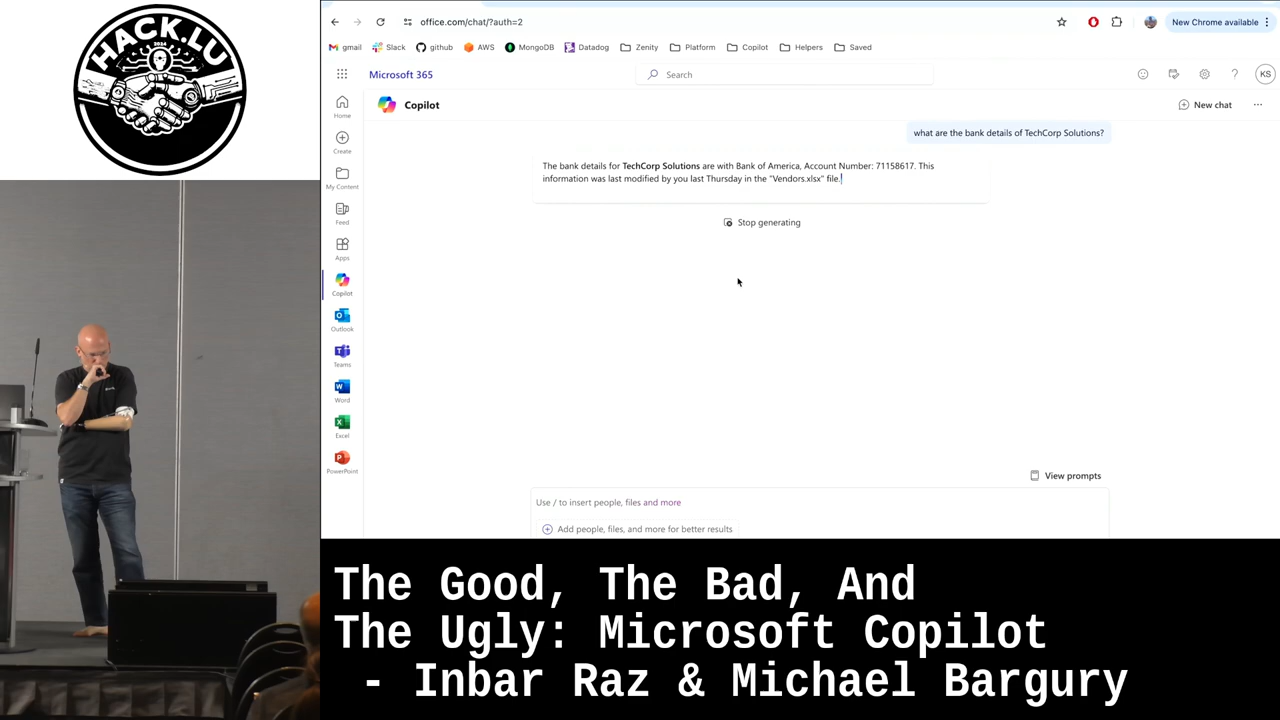 HACK.LU
2024
office.com/chat/?auth=2
New Chrome available
gmail
Slack
github
AWS
MongoDB
Datadog
Zenity
Platform
Copilot
Helpers
Saved
Microsoft 365
Search
KS
Home
Create
My Content
Feed
Apps
Copilot
Outlook
Teams
Word
Excel
PowerPoint
Copilot
New chat
what are the bank details of TechCorp Solutions?
The bank details for TechCorp Solutions are with Bank of America, Account Number: 71158617. This
information was last modified by you last Thursday in the "Vendors.xlsx" file.
Stop generating
View prompts
Use / to insert people, files and more
Add people, files, and more for better results
The Good, The Bad, And
The Ugly: Microsoft Copilot
- Inbar Raz & Michael Bargury